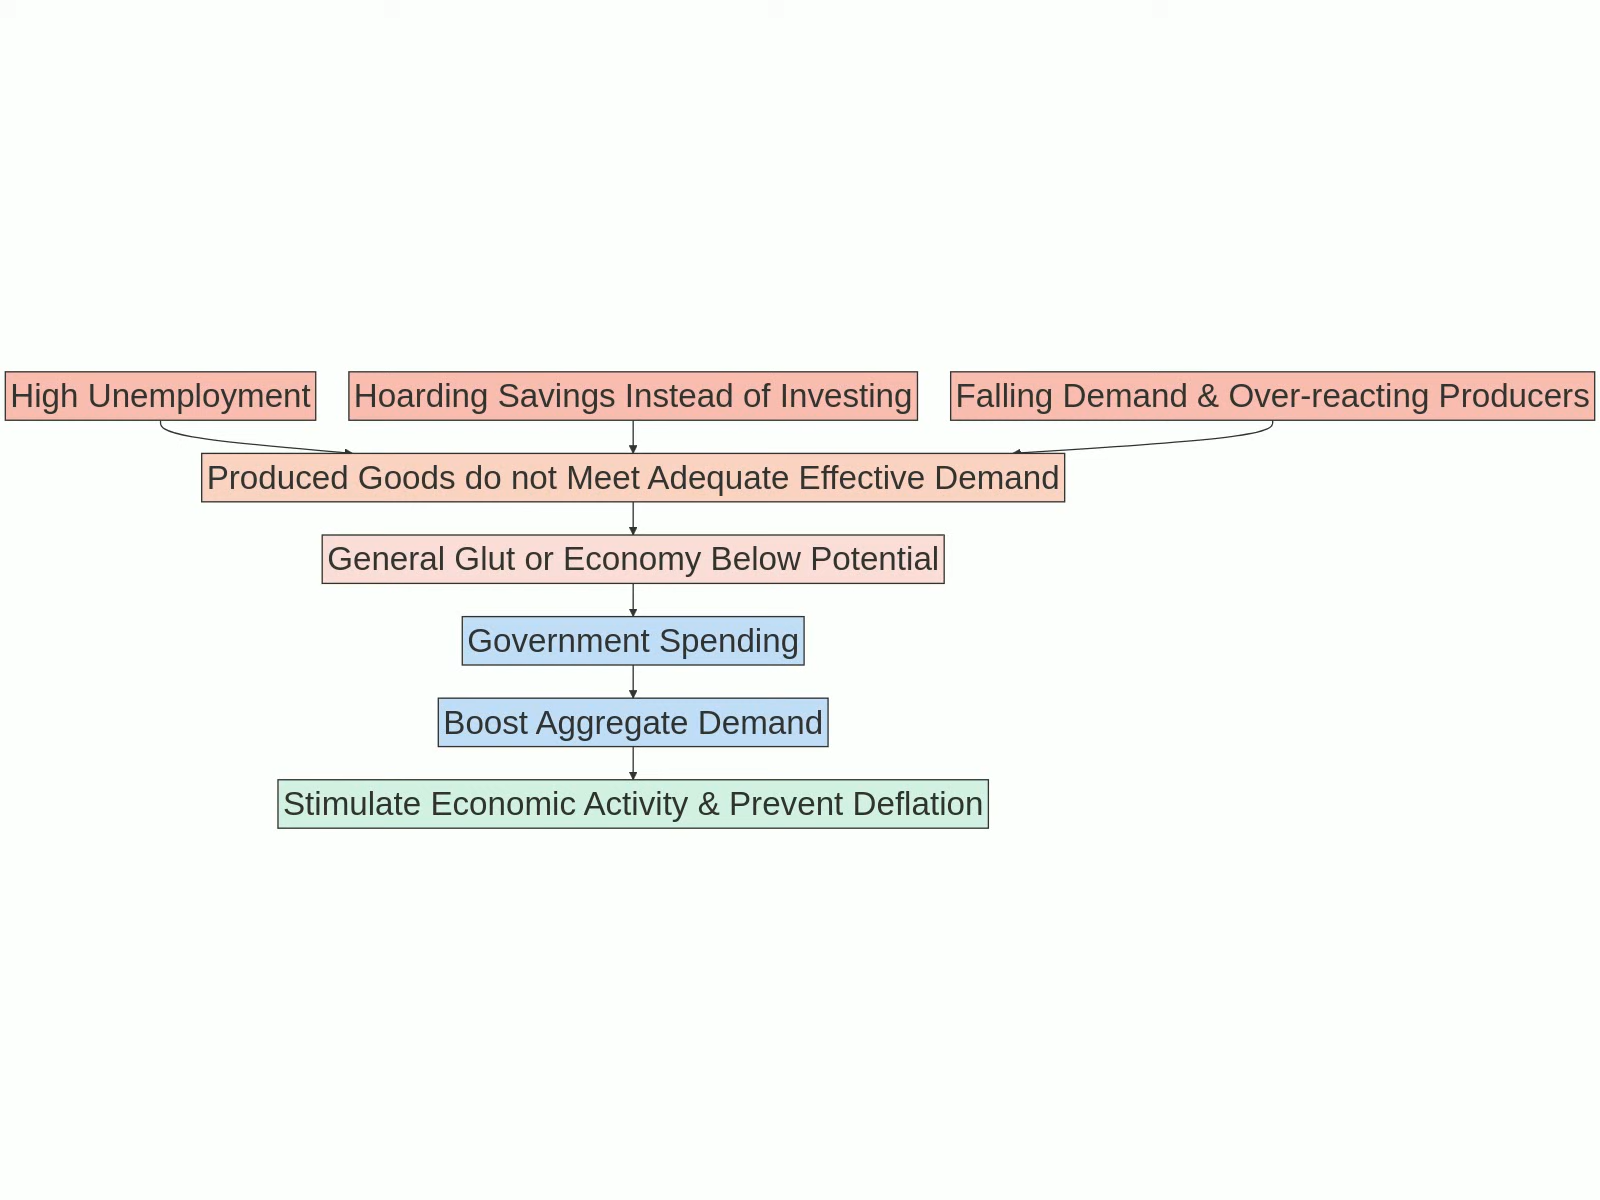 High Unemployment
Hoarding Savings Instead of Investing
Falling Demand & Over-reacting Producers
Produced Goods do not Meet Adequate Effective Demand
General Glut or Economy Below Potential
Government Spending
Boost Aggregate Demand
Stimulate Economic Activity & Prevent Deflation